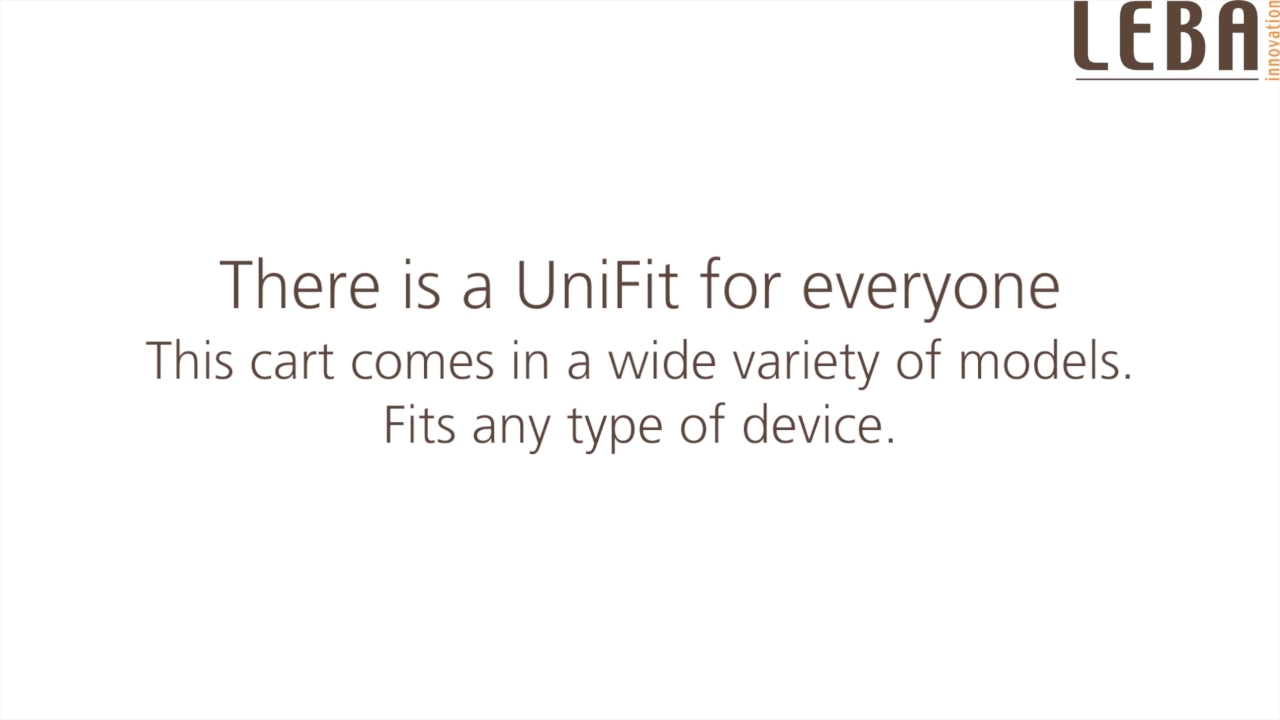 LEBA
innovation
There is a UniFit for everyone
This cart comes in a wide variety of models.
Fits any type of device.